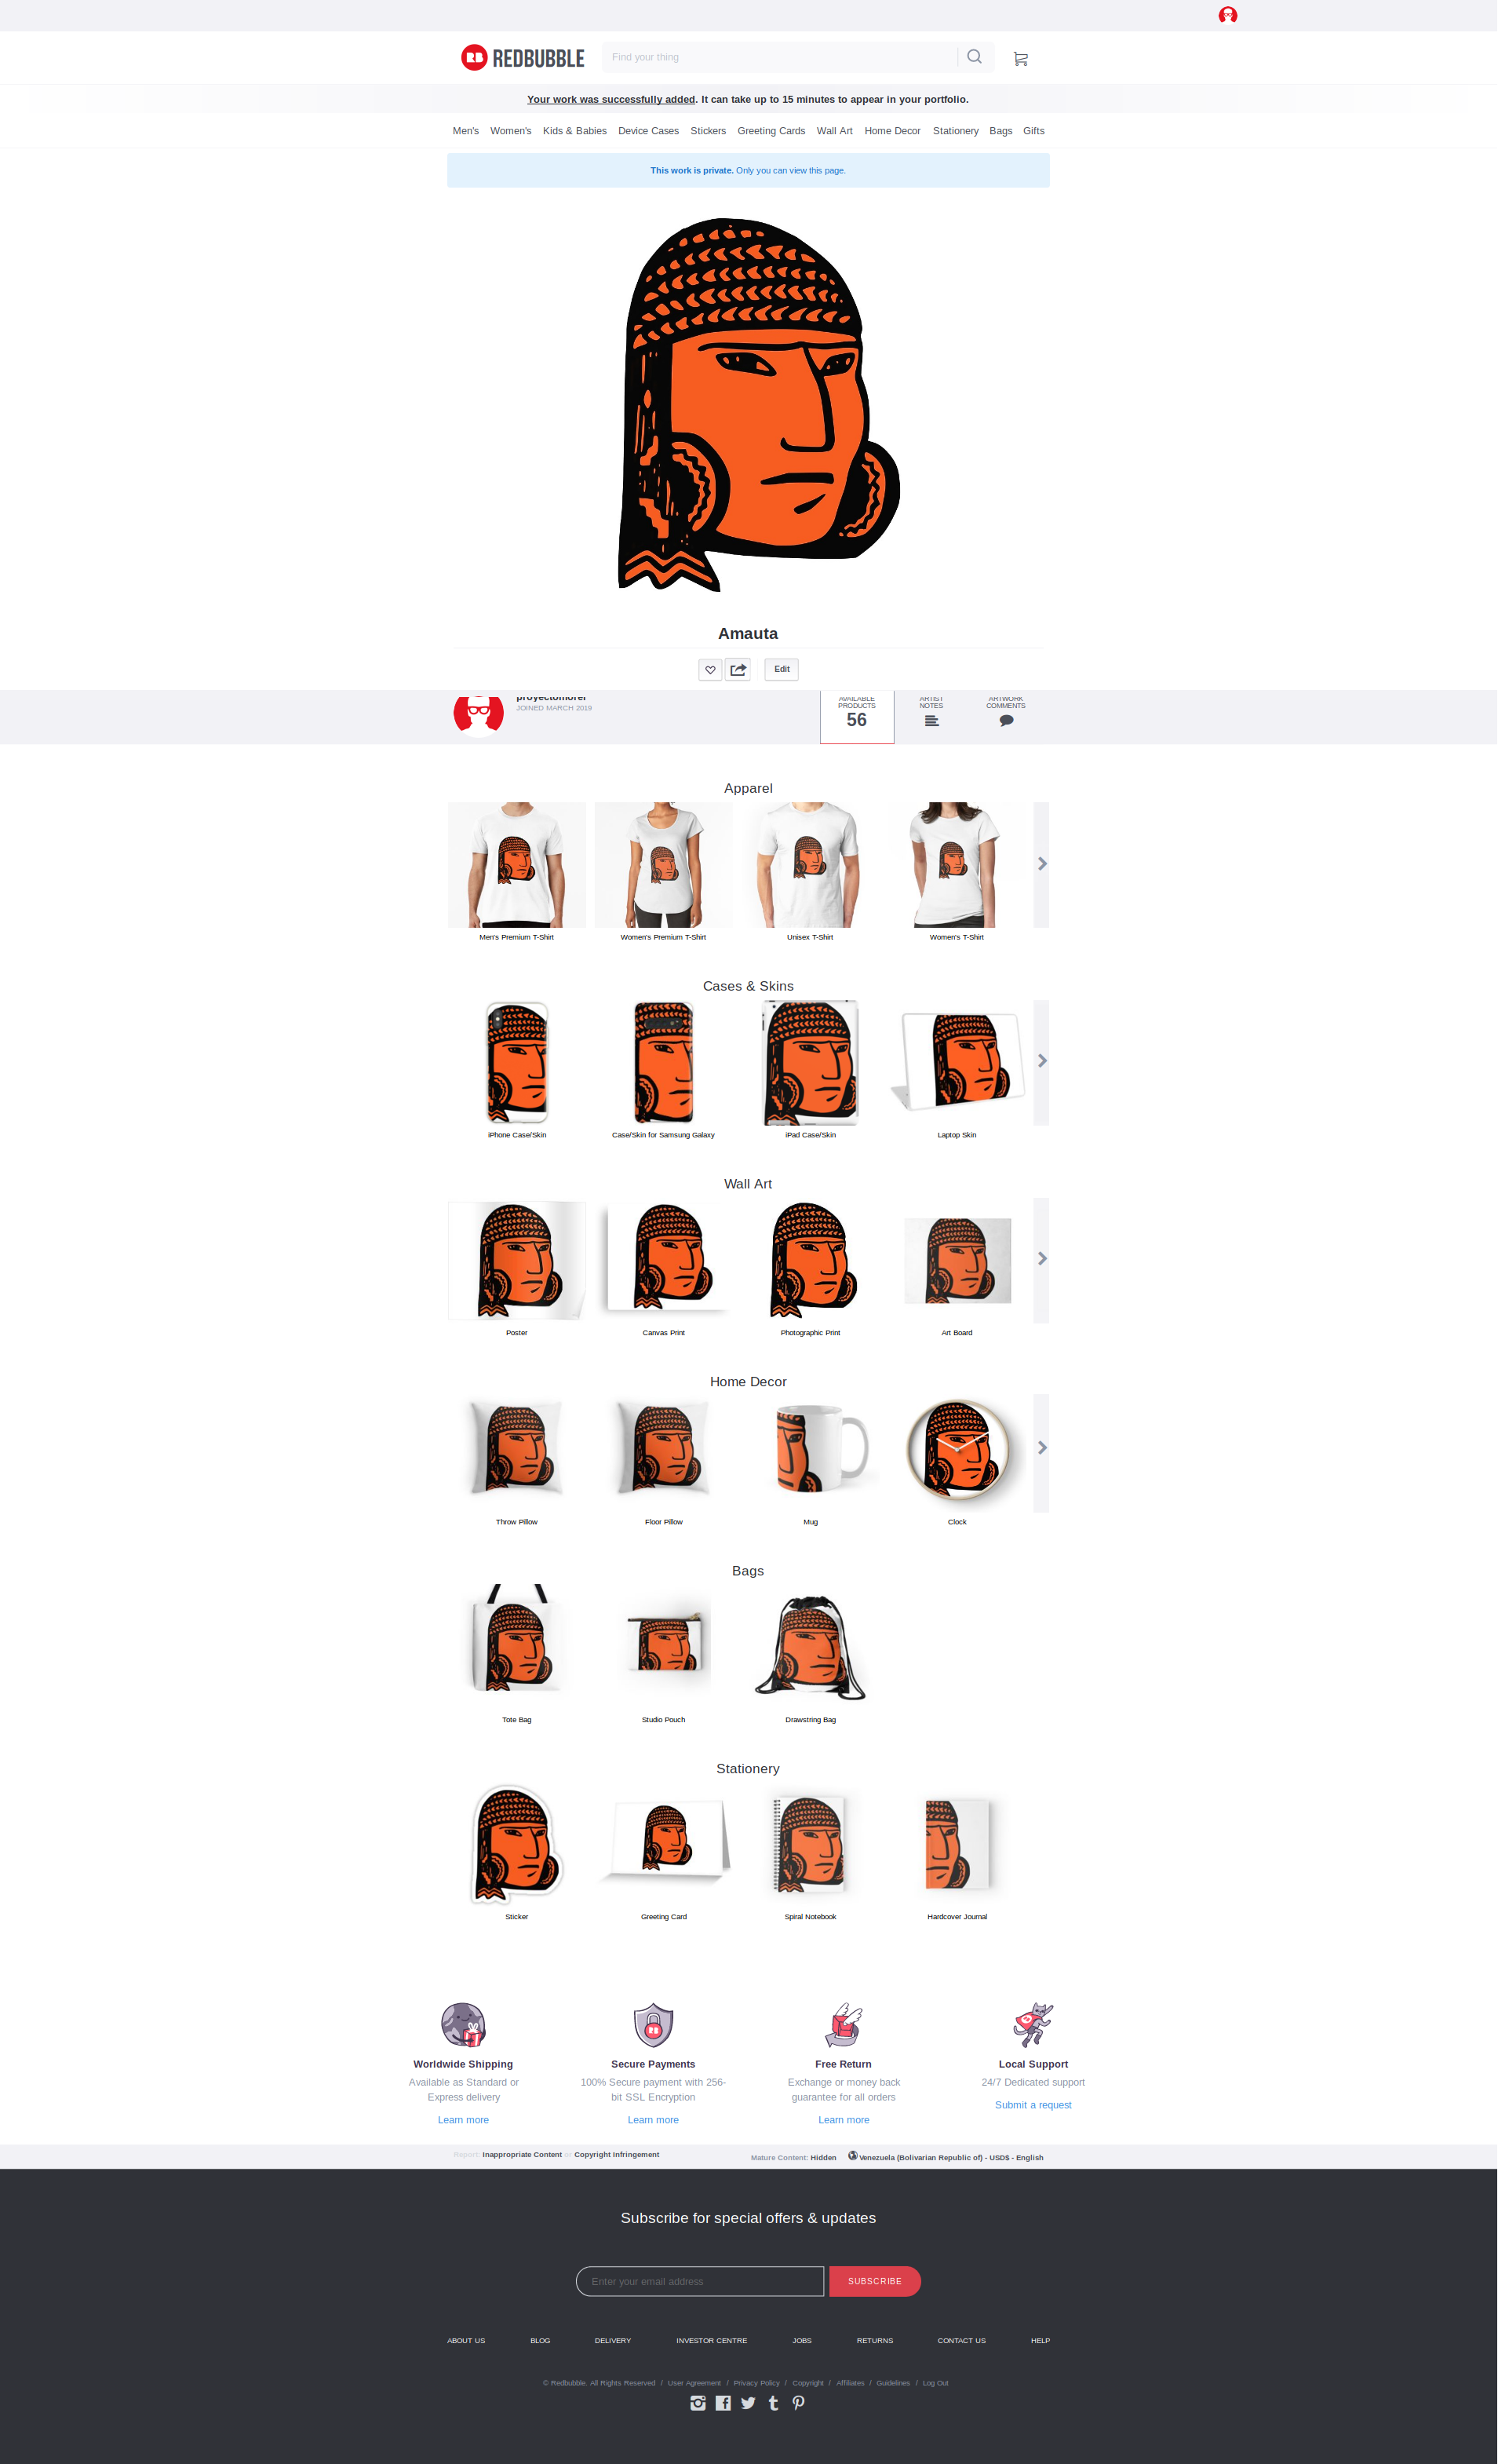 RB REDBUBBLE
Find your thing
Your work was successfully added. It can take up to 15 minutes to appear in your portfolio.
Men's Women's Kids & Babies Device Cases Stickers Greeting Cards Wall Art Home Decor Stationery Bags Gifts
This work is private. Only you can view this page.
Amauta
Edit
proyectomorel
JOINED MARCH 2019
AVAILABLE
PRODUCTS
56
ARTIST
NOTES
ARTWORK
COMMENTS
Apparel
Men's Premium T-Shirt Women's Premium T-Shirt Unisex T-Shirt Women's T-Shirt
Cases & Skins
iPhone Case/Skin Case/Skin for Samsung Galaxy iPad Case/Skin Laptop Skin
Wall Art
Poster Canvas Print Photographic Print Art Board
Home Decor
Throw Pillow Floor Pillow Mug Clock
Bags
Tote Bag Studio Pouch Drawstring Bag
Stationery
Sticker Greeting Card Spiral Notebook Hardcover Journal
Worldwide Shipping
Available as Standard or
Express delivery
Learn more
Secure Payments
100% Secure payment with 256-
bit SSL Encryption
Learn more
Free Return
Exchange or money back
guarantee for all orders
Learn more
Local Support
24/7 Dedicated support
Submit a request
Report: Inappropriate Content or Copyright Infringement
Mature Content: Hidden Venezuela (Bolivarian Republic of) - USD$ - English
Subscribe for special offers & updates
Enter your email address SUBSCRIBE
ABOUT US BLOG DELIVERY INVESTOR CENTRE JOBS RETURNS CONTACT US HELP
© Redbubble. All Rights Reserved / User Agreement / Privacy Policy / Copyright / Affiliates / Guidelines / Log Out